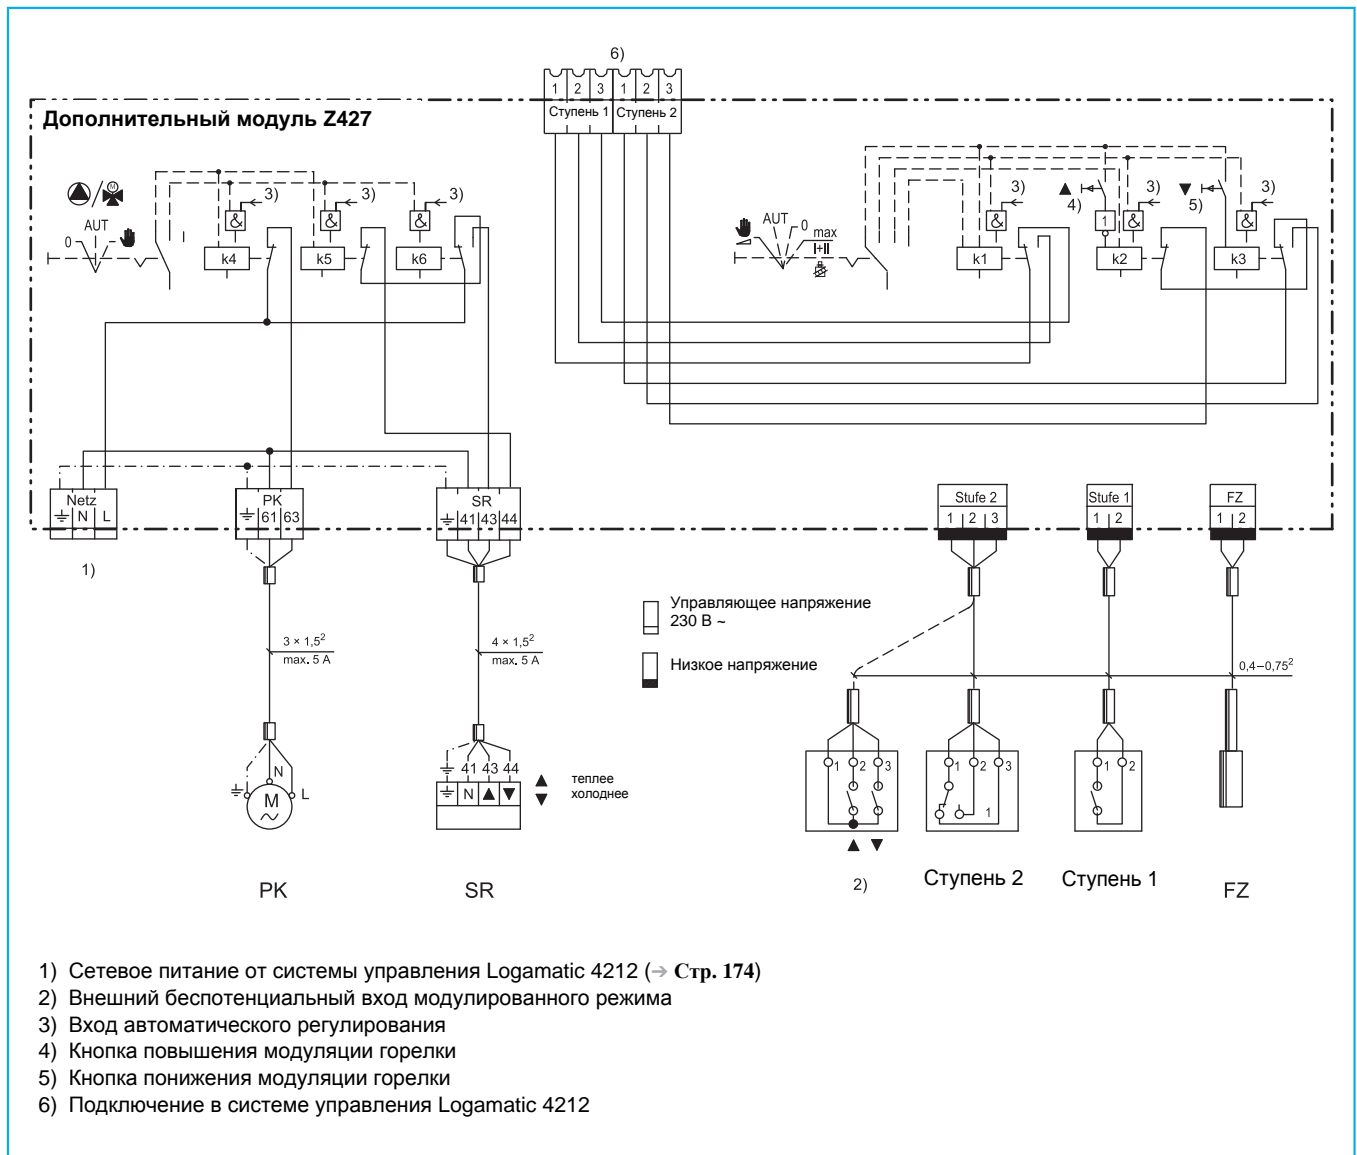 6)
1 2 3 1 2 3
Ступень 1 Ступень 2
Дополнительный модуль Z427
M
0 AUT
& 3) & 3) & 3)
k4 k5 k6
AUT 0 max
I+II
& 3) 4) 1 & 3) 5) & 3)
k1 k2 k3
Netz
N L
1)
PK
61 63
SR
41 43 44
Stufe 2
1 2 3
Stufe 1
1 2
FZ
1 2
Управляющее напряжение
230 В ~
Низкое напряжение
3 × 1,5²
max. 5 A
4 × 1,5²
max. 5 A
0,4–0,75²
N
M
L
41 43 44
N
▲ теплее
▼ холоднее
1 2 3
1 2 3
1
1 2
▲ ▼
2)
PK
SR
Ступень 2
Ступень 1
FZ
1) Сетевое питание от системы управления Logamatic 4212 (→ Стр. 174)
2) Внешний беспотенциальный вход модулированного режима
3) Вход автоматического регулирования
4) Кнопка повышения модуляции горелки
5) Кнопка понижения модуляции горелки
6) Подключение в системе управления Logamatic 4212